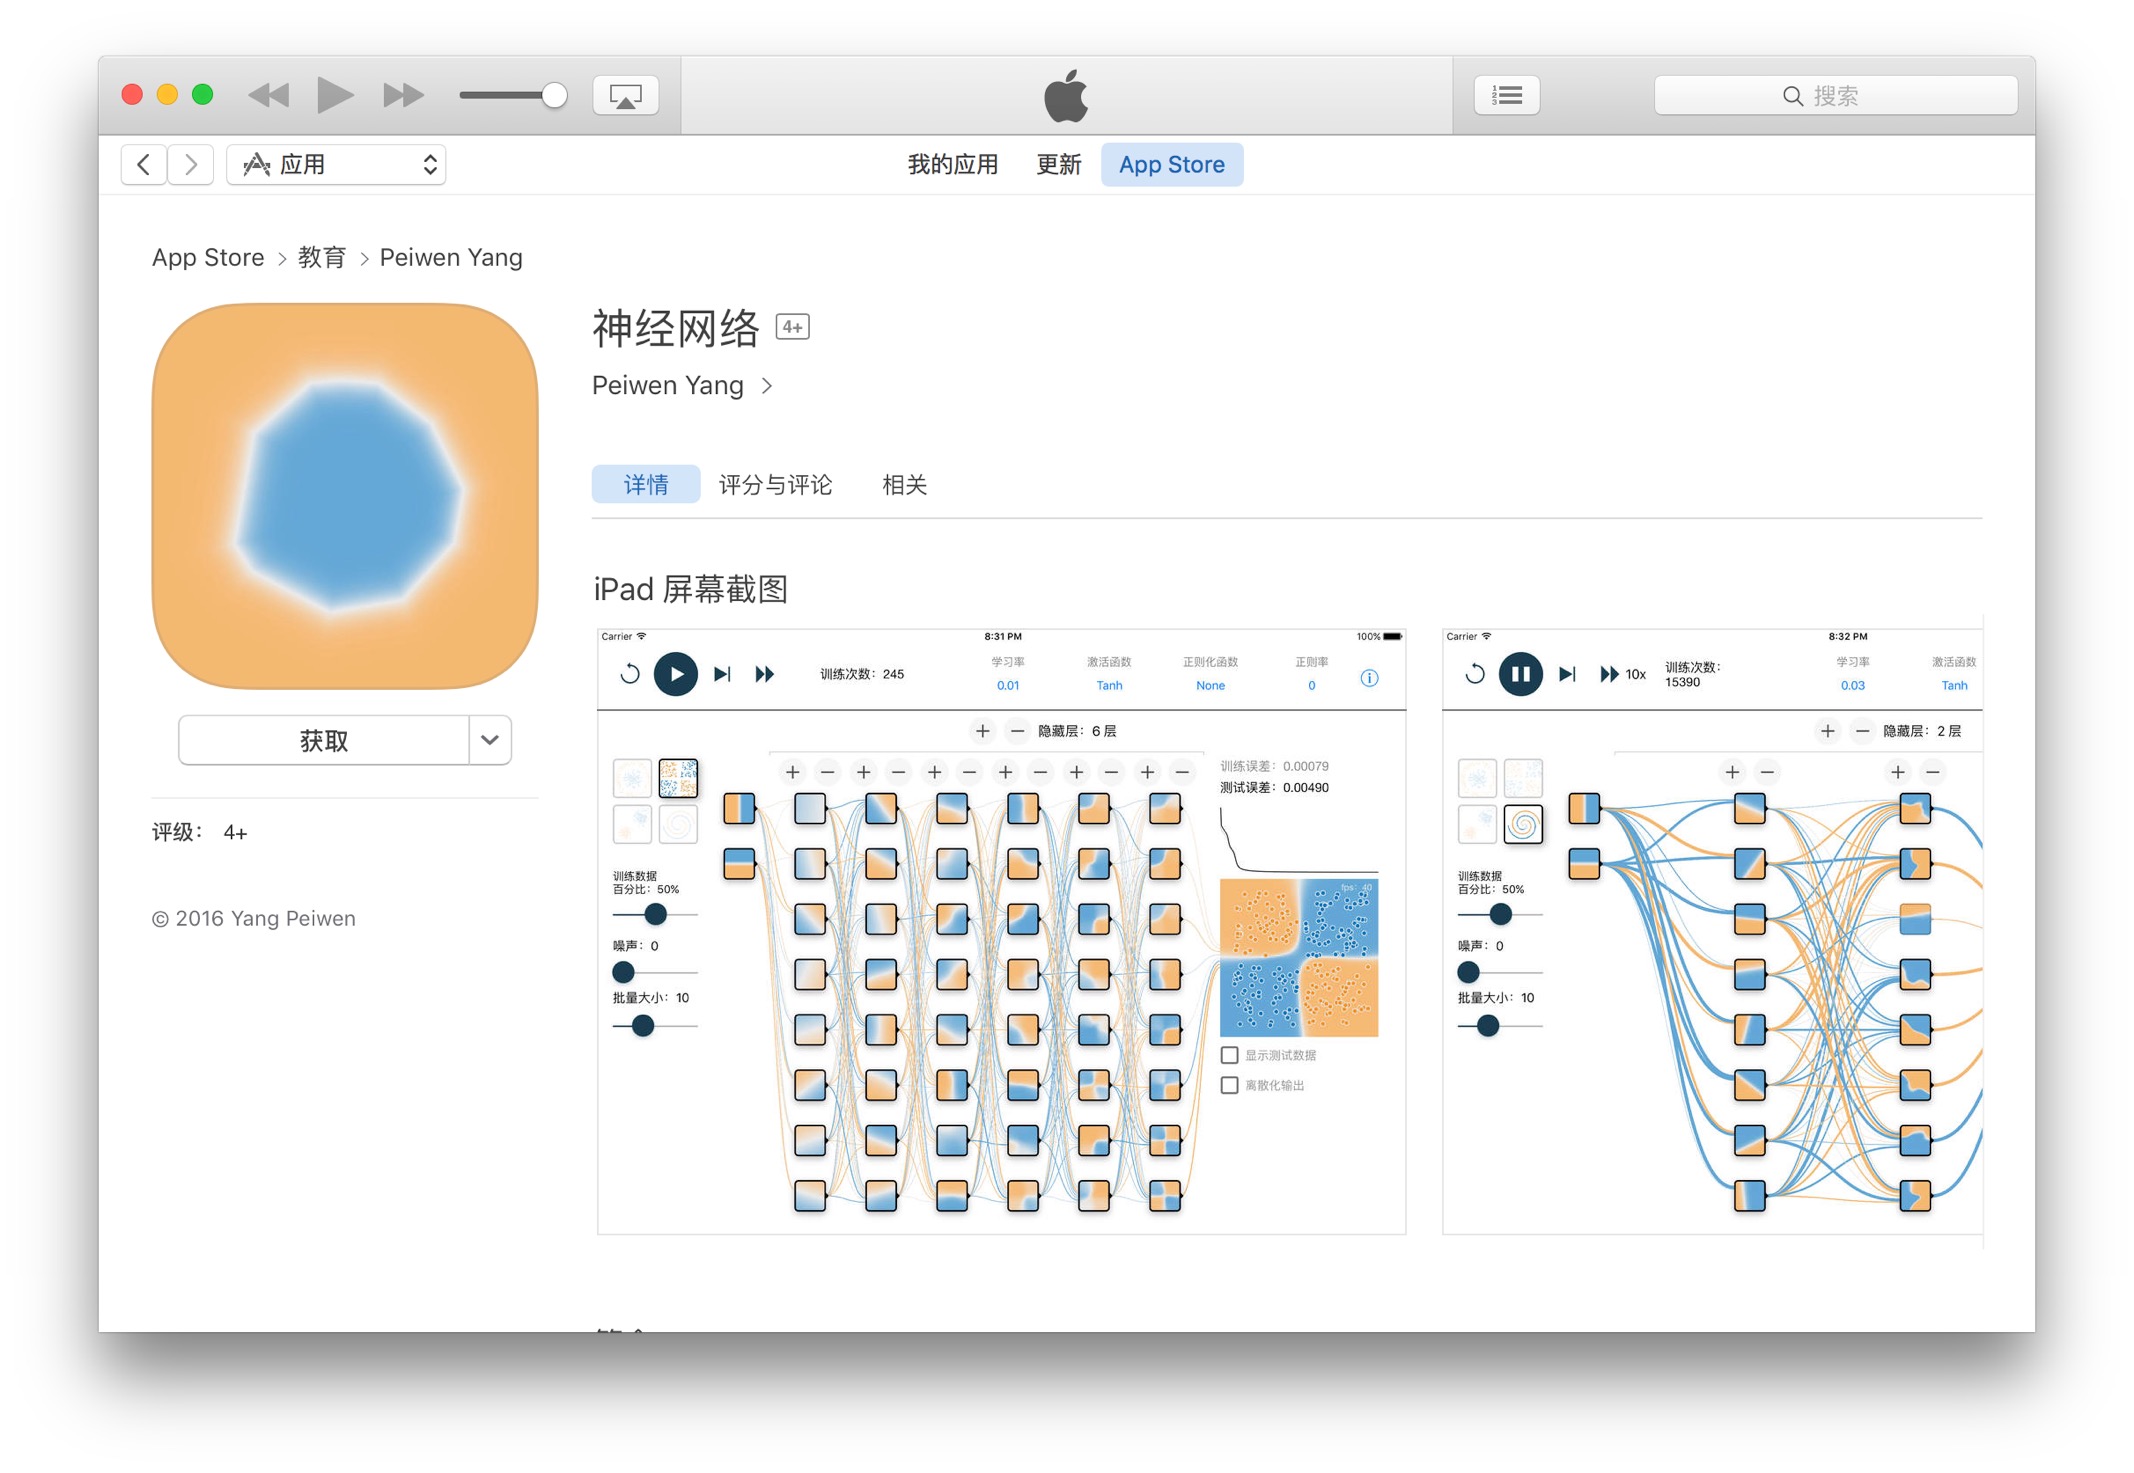 搜索
应用
我的应用 更新 App Store
App Store > 教育 > Peiwen Yang
神经网络 4+
Peiwen Yang >
详情 评分与评论 相关
获取
评级: 4+
© 2016 Yang Peiwen
iPad 屏幕截图
Carrier 8:31 PM 100%
训练次数: 245
学习率 激活函数 正则化函数 正则率
0.01 Tanh None 0
+ − 隐藏层: 6 层
+ − + − + − + − + − + −
训练误差: 0.00079
测试误差: 0.00490
训练数据
百分比: 50%
噪声: 0
批量大小: 10
fps: 40
显示测试数据
离散化输出
Carrier 8:32 PM
10x
训练次数:
15390
学习率 激活函数
0.03 Tanh
+ − 隐藏层: 2 层
+ − + −
训练数据
百分比: 50%
噪声: 0
批量大小: 10